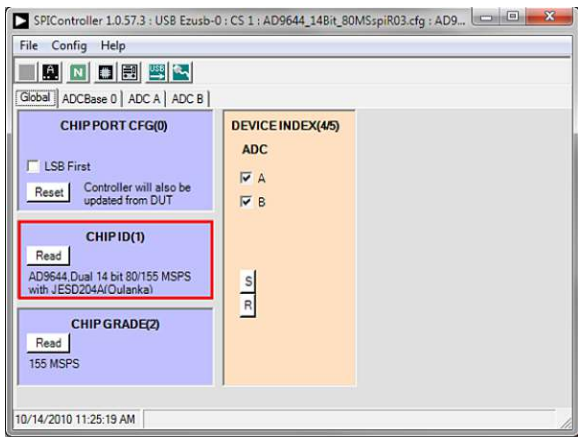 SPIController 1.0.57.3 : USB Ezusb-0 : CS 1 : AD9644_14Bit_80MSspiR03.cfg : AD9...
File Config Help
A N USB
Global ADCBase 0 ADC A ADC B
CHIP PORT CFG(0)
LSB First
Reset Controller will also be
updated from DUT
CHIP ID(1)
Read
AD9644,Dual 14 bit 80/155 MSPS
with JESD204A(Oulanka)
CHIP GRADE(2)
Read
155 MSPS
DEVICE INDEX(4/5)
ADC
A
B
S
R
10/14/2010 11:25:19 AM